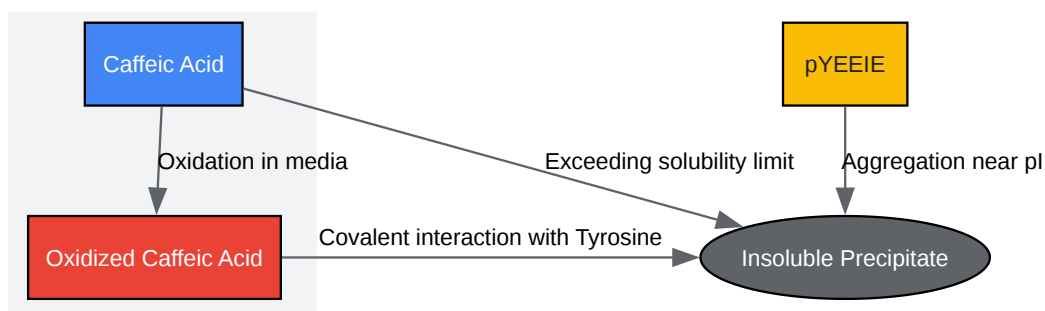 Caffeic Acid
pYEEIE
Oxidation in media
Exceeding solubility limit
Aggregation near pI
Covalent interaction with Tyrosine
Oxidized Caffeic Acid
Insoluble Precipitate